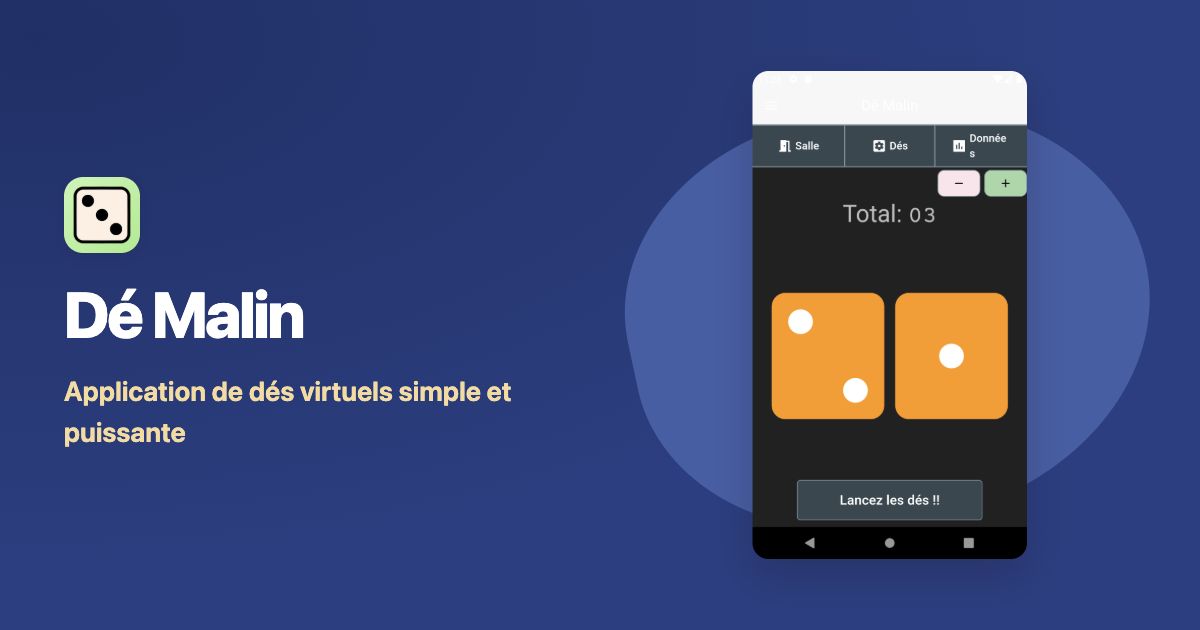 Dé Malin
Application de dés virtuels simple et
puissante
Dé Malin
Salle
Dés
Donnée
s
− +
Total: 03
Lancez les dés !!